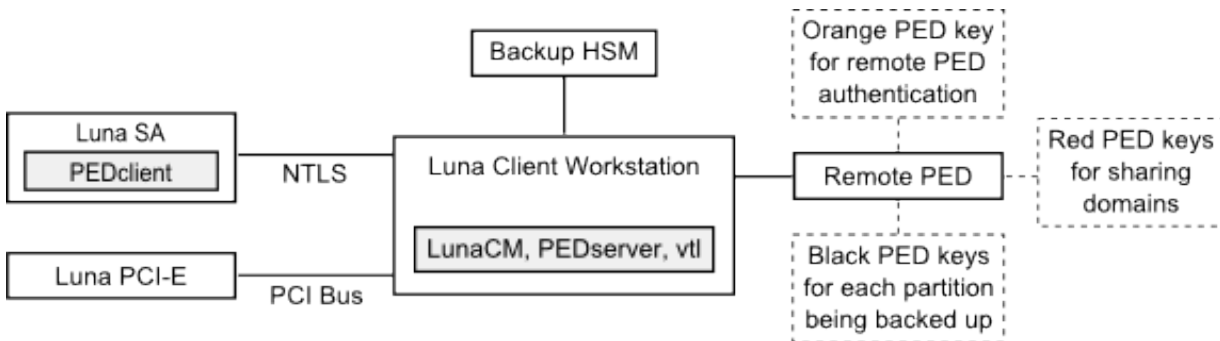 Backup HSM
Orange PED key
for remote PED
authentication
Luna SA
PEDclient
NTLS
Luna Client Workstation
LunaCM, PEDserver, vtl
Remote PED
Red PED keys
for sharing
domains
Luna PCI-E
PCI Bus
Black PED keys
for each partition
being backed up